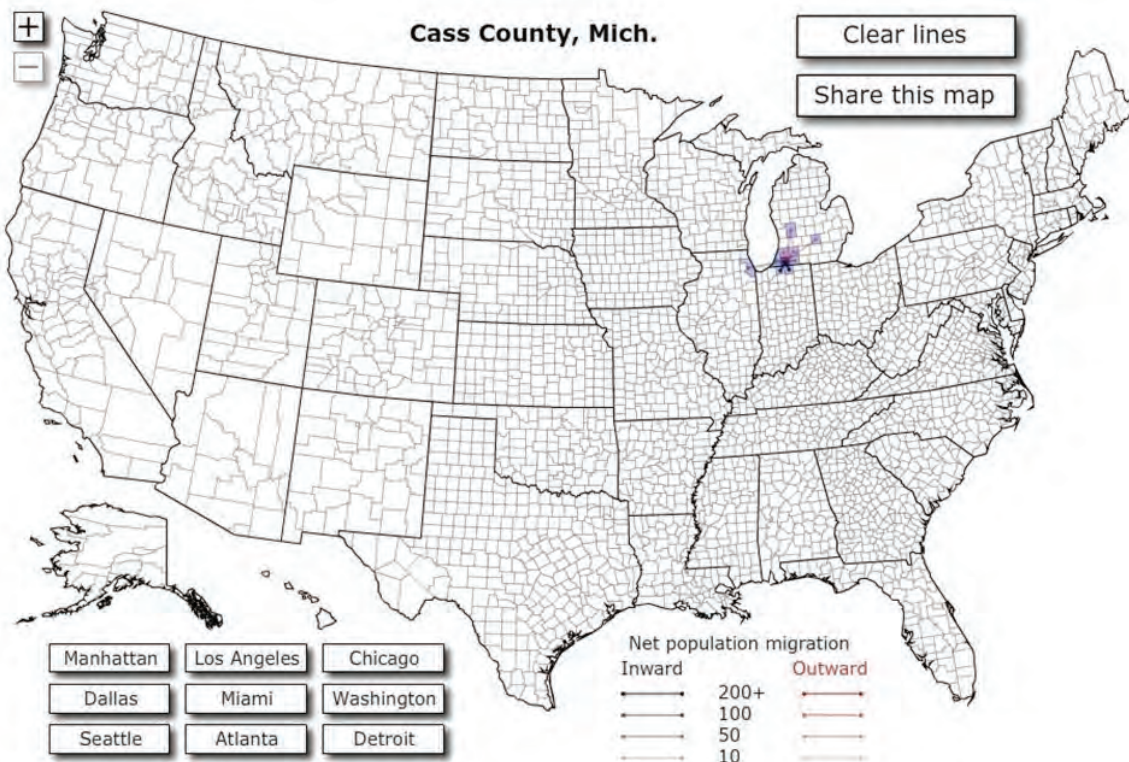 +
−
Cass County, Mich.
Clear lines
Share this map
Manhattan
Los Angeles
Chicago
Dallas
Miami
Washington
Seattle
Atlanta
Detroit
Net population migration
Inward
Outward
200+
100
50
10